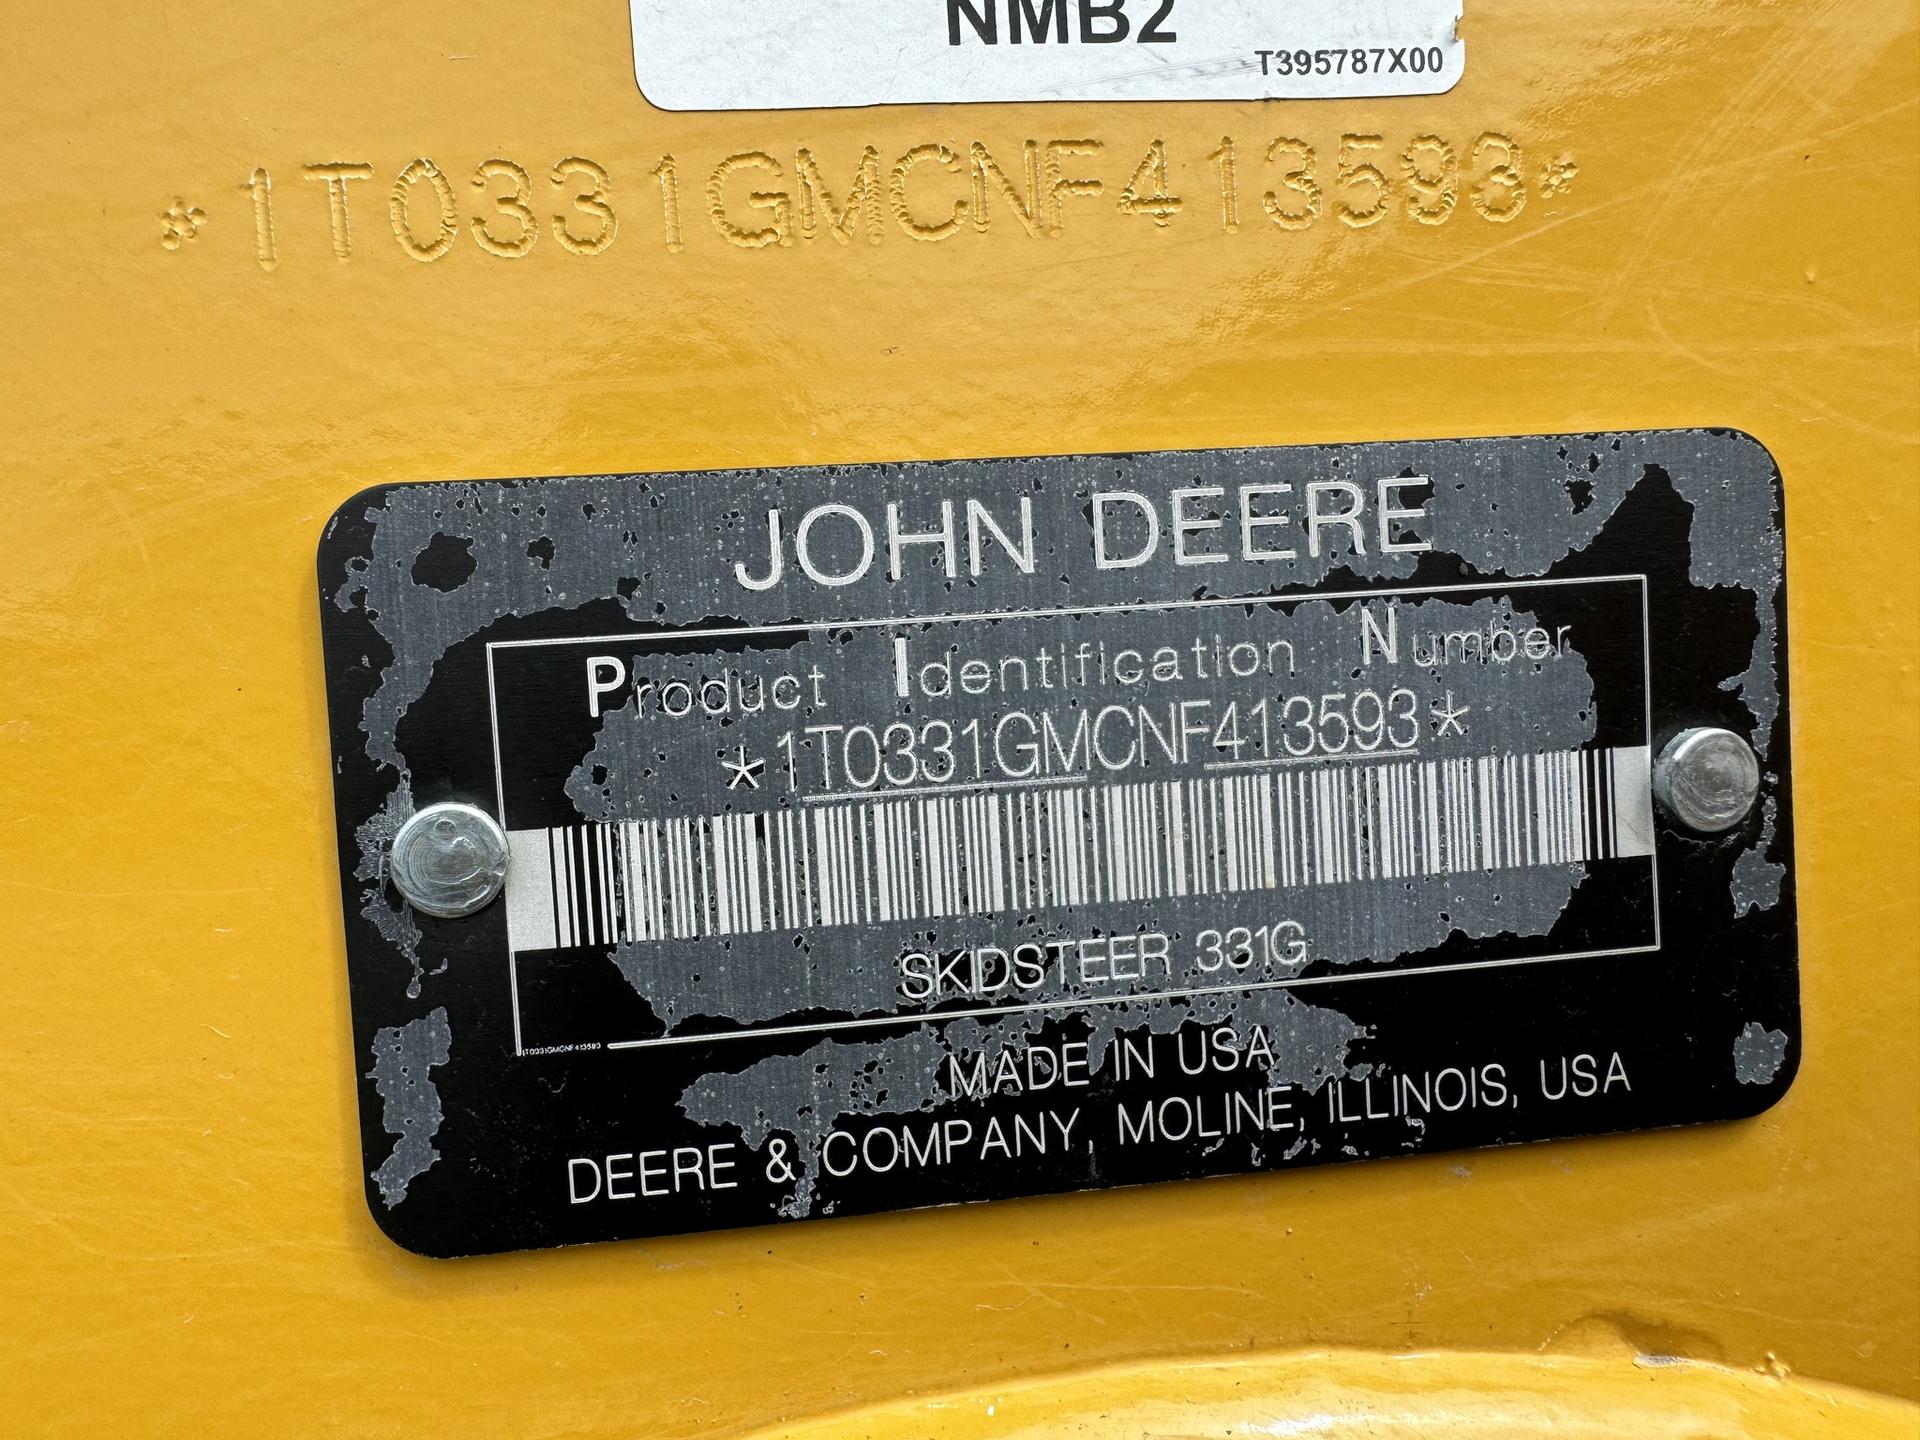 NMB2
T395787X00
*1T0331GMCNF413593*
JOHN DEERE
Product Identification Number
*1T0331GMCNF413593*
SKIDSTEER 331G
1T0331GMCNF413593
MADE IN USA
DEERE & COMPANY, MOLINE, ILLINOIS, USA